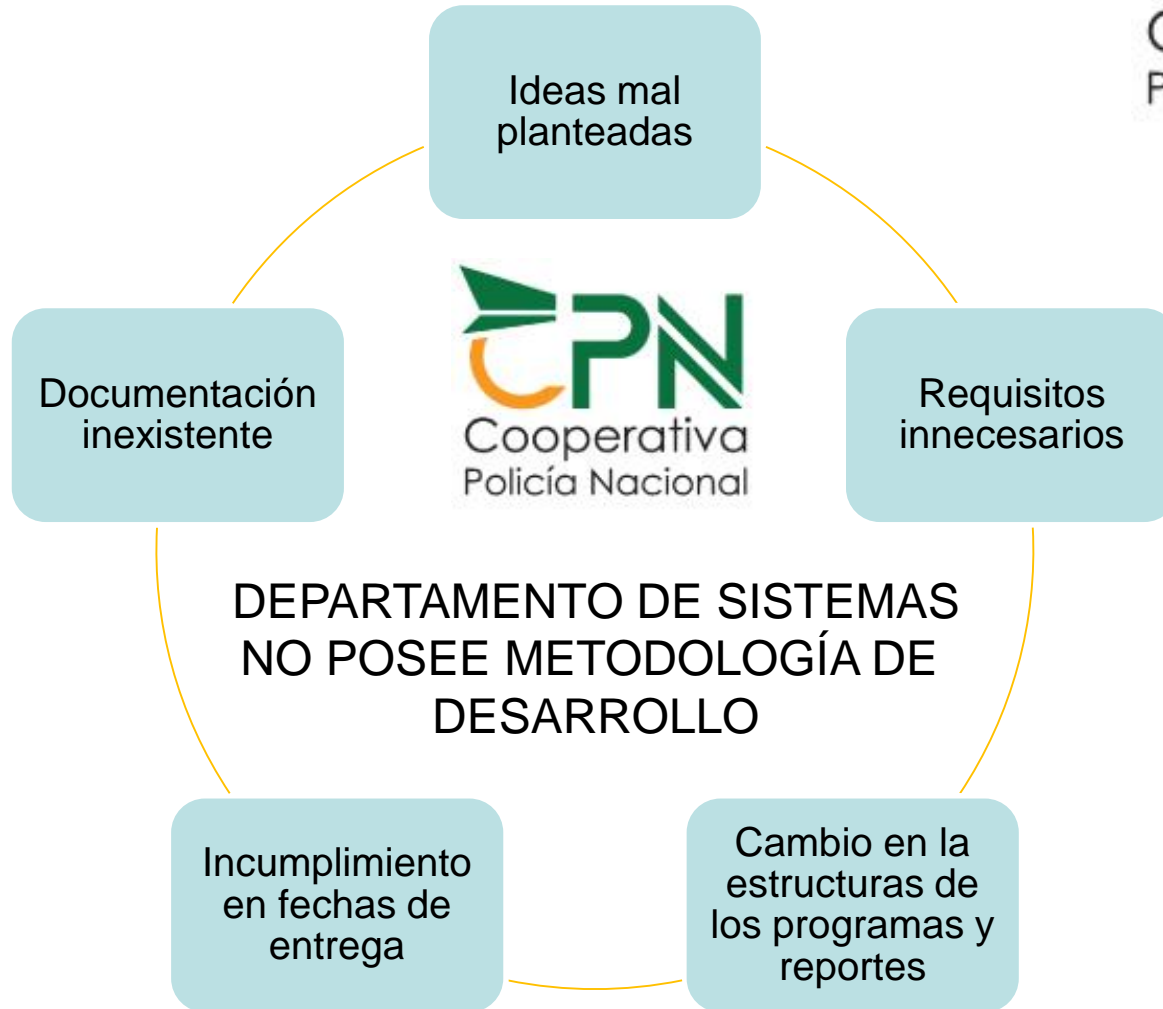 Ideas mal
planteadas
CPN
Cooperativa
Policía Nacional
Documentación
inexistente
Requisitos
innecesarios
DEPARTAMENTO DE SISTEMAS
NO POSEE METODOLOGÍA DE
DESARROLLO
Incumplimiento
en fechas de
entrega
Cambio en la
estructuras de
los programas y
reportes